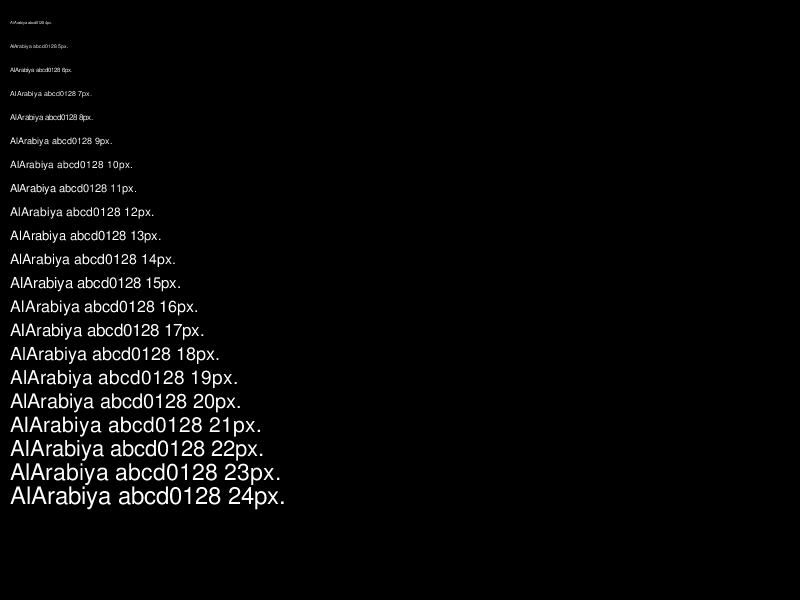 AlArabiya abcd0128 4px.
AlArabiya abcd0128 5px.
AlArabiya abcd0128 6px.
AlArabiya abcd0128 7px.
AlArabiya abcd0128 8px.
AlArabiya abcd0128 9px.
AlArabiya abcd0128 10px.
AlArabiya abcd0128 11px.
AlArabiya abcd0128 12px.
AlArabiya abcd0128 13px.
AlArabiya abcd0128 14px.
AlArabiya abcd0128 15px.
AlArabiya abcd0128 16px.
AlArabiya abcd0128 17px.
AlArabiya abcd0128 18px.
AlArabiya abcd0128 19px.
AlArabiya abcd0128 20px.
AlArabiya abcd0128 21px.
AlArabiya abcd0128 22px.
AlArabiya abcd0128 23px.
AlArabiya abcd0128 24px.